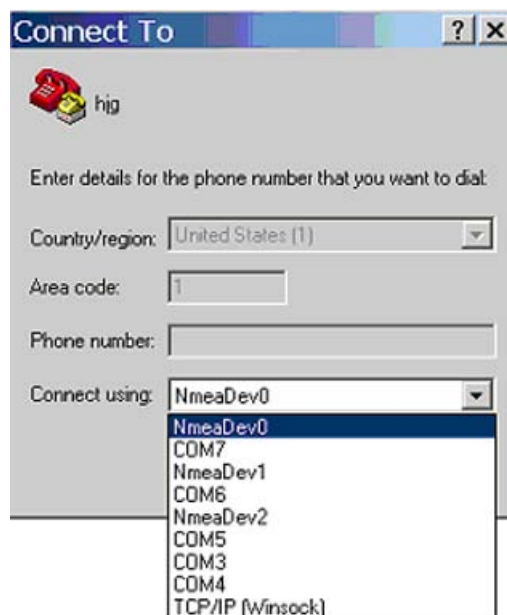 Connect To
hjg
Enter details for the phone number that you want to dial:
Country/region: United States (1)
Area code: 1
Phone number:
Connect using: NmeaDev0
NmeaDev0
COM7
NmeaDev1
COM6
NmeaDev2
COM5
COM3
COM4
TCP/IP (Winsock)